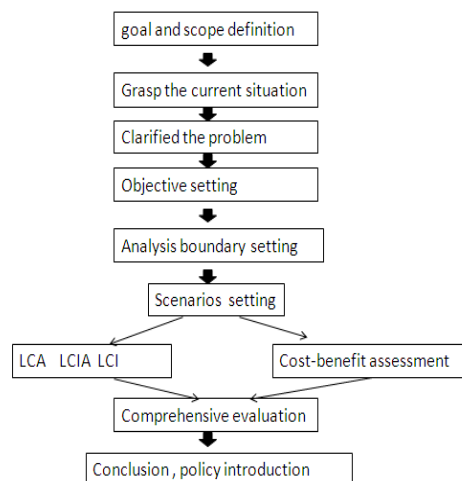 goal and scope definition
Grasp the current situation
Clarified the problem
Objective setting
Analysis boundary setting
Scenarios setting
LCA LCIA LCI
Cost-benefit assessment
Comprehensive evaluation
Conclusion , policy introduction